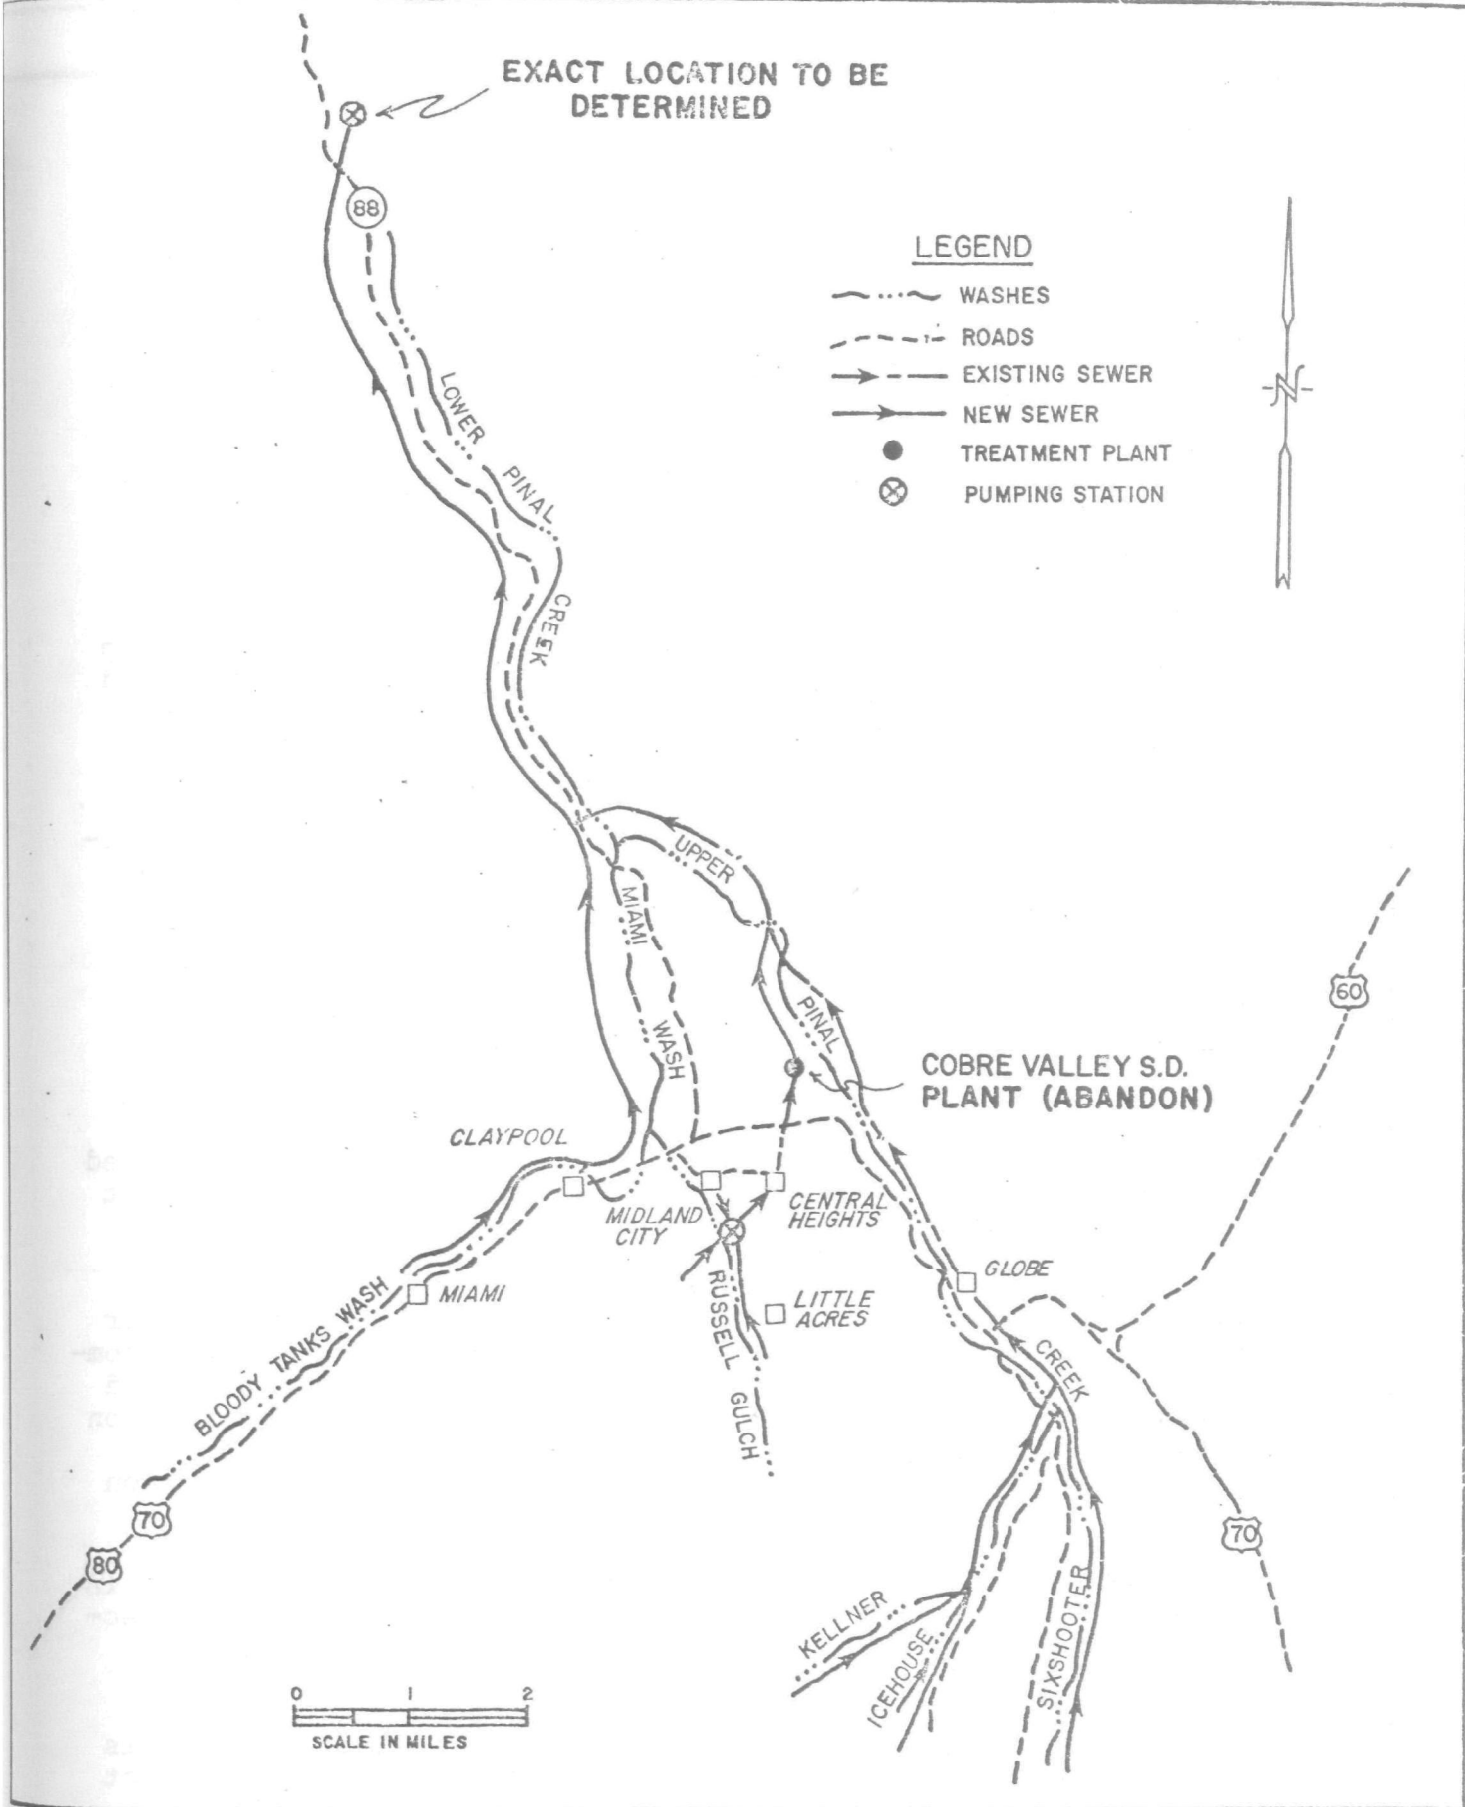 EXACT LOCATION TO BE
DETERMINED
88
LEGEND
WASHES
ROADS
EXISTING SEWER
NEW SEWER
TREATMENT PLANT
PUMPING STATION
N
LOWER PINAL CREEK
UPPER PINAL CREEK
MIAMI WASH
60
COBRE VALLEY S.D.
PLANT (ABANDON)
CLAYPOOL
MIDLAND
CITY
CENTRAL
HEIGHTS
GLOBE
MIAMI
LITTLE
ACRES
RUSSELL GULCH
BLOODY TANKS WASH
70
80
70
KELLNER
ICEHOUSE
SIXSHOOTER
0 1 2
SCALE IN MILES